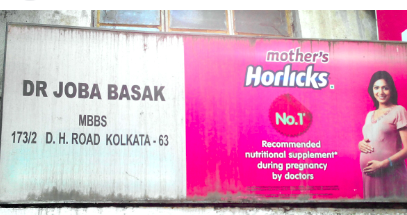 DR JOBA BASAK
MBBS
173/2 D. H. ROAD KOLKATA - 63
mother's
Horlicks
No.1*
Recommended
nutritional supplement*
during pregnancy
by doctors